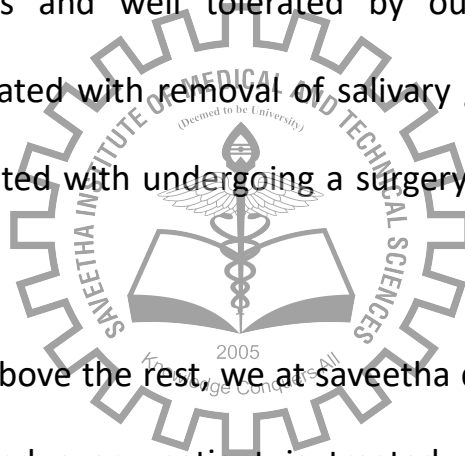 s and well tolerated by ou
ated with removal of salivary
ted with undergoing a surgery
bove the rest, we at saveetha
SAVEETHA INSTITUTE OF MEDICAL AND TECHNICAL SCIENCES
(Deemed to be University)
2005
Knowledge Conquers All